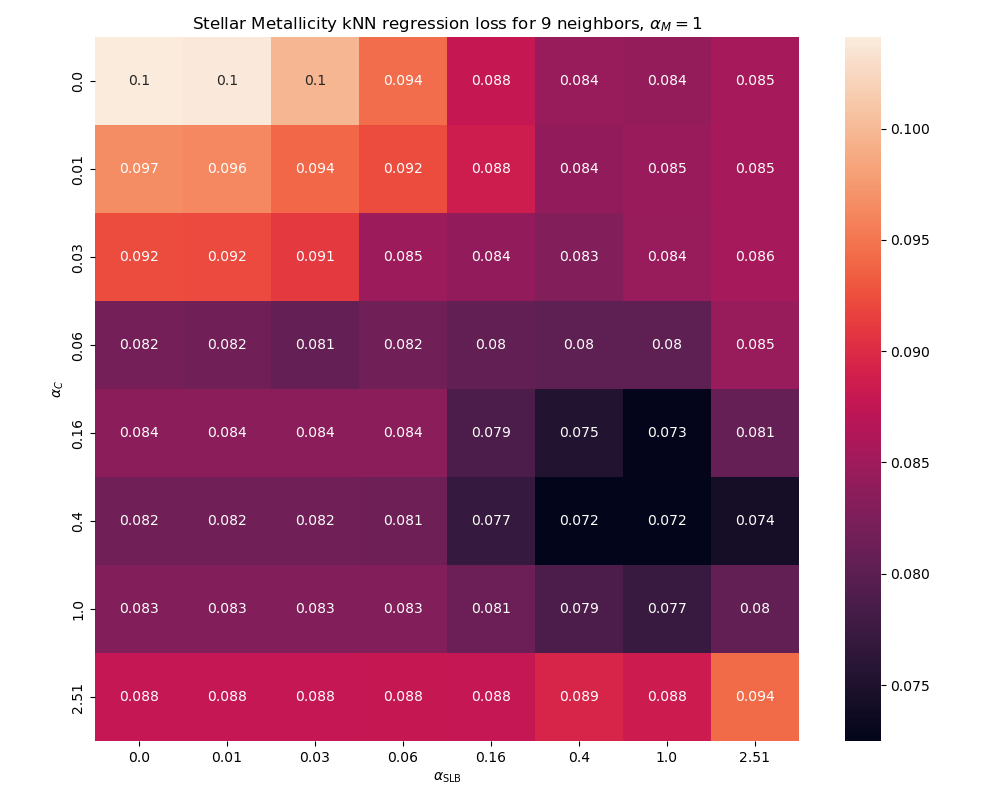 Stellar Metallicity kNN regression loss for 9 neighbors, α_M = 1
0.0 0.1 0.1 0.1 0.094 0.088 0.084 0.084 0.085
0.01 0.097 0.096 0.094 0.092 0.088 0.084 0.085 0.085
0.03 0.092 0.092 0.091 0.085 0.084 0.083 0.084 0.086
0.06 0.082 0.082 0.081 0.082 0.08 0.08 0.08 0.085
α_C
0.16 0.084 0.084 0.084 0.084 0.079 0.075 0.073 0.081
0.4 0.082 0.082 0.082 0.081 0.077 0.072 0.072 0.074
1.0 0.083 0.083 0.083 0.083 0.081 0.079 0.077 0.08
2.51 0.088 0.088 0.088 0.088 0.088 0.089 0.088 0.094
0.0 0.01 0.03 0.06 0.16 0.4 1.0 2.51
α_SLB
0.100
0.095
0.090
0.085
0.080
0.075